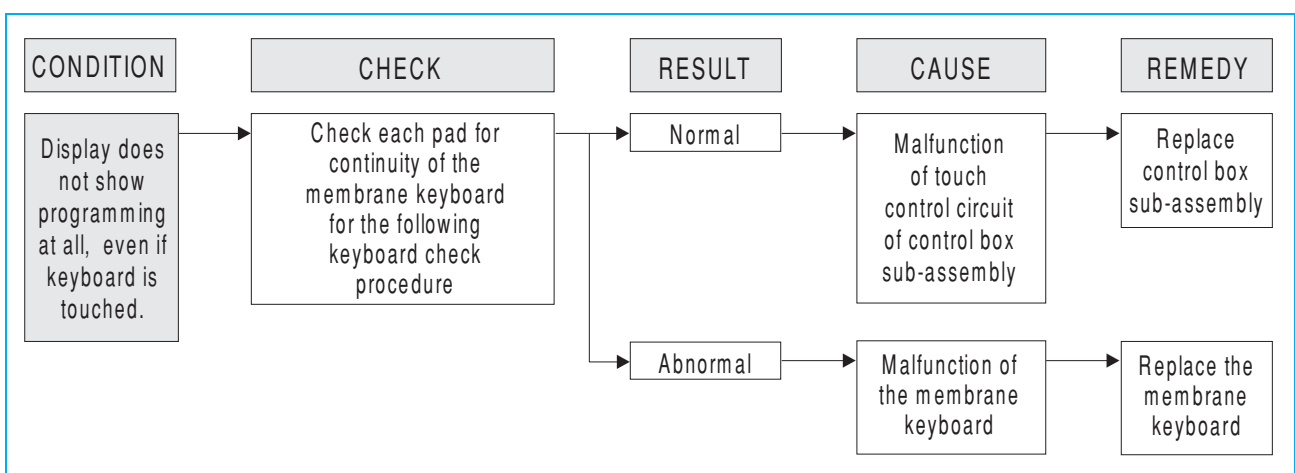 CONDITION
CHECK
RESULT
CAUSE
REMEDY
Display does
not show
programming
at all, even if
keyboard is
touched.
Check each pad for
continuity of the
membrane keyboard
for the following
keyboard check
procedure
Normal
Malfunction
of touch
control circuit
of control box
sub-assembly
Replace
control box
sub-assembly
Abnormal
Malfunction of
the membrane
keyboard
Replace the
membrane
keyboard